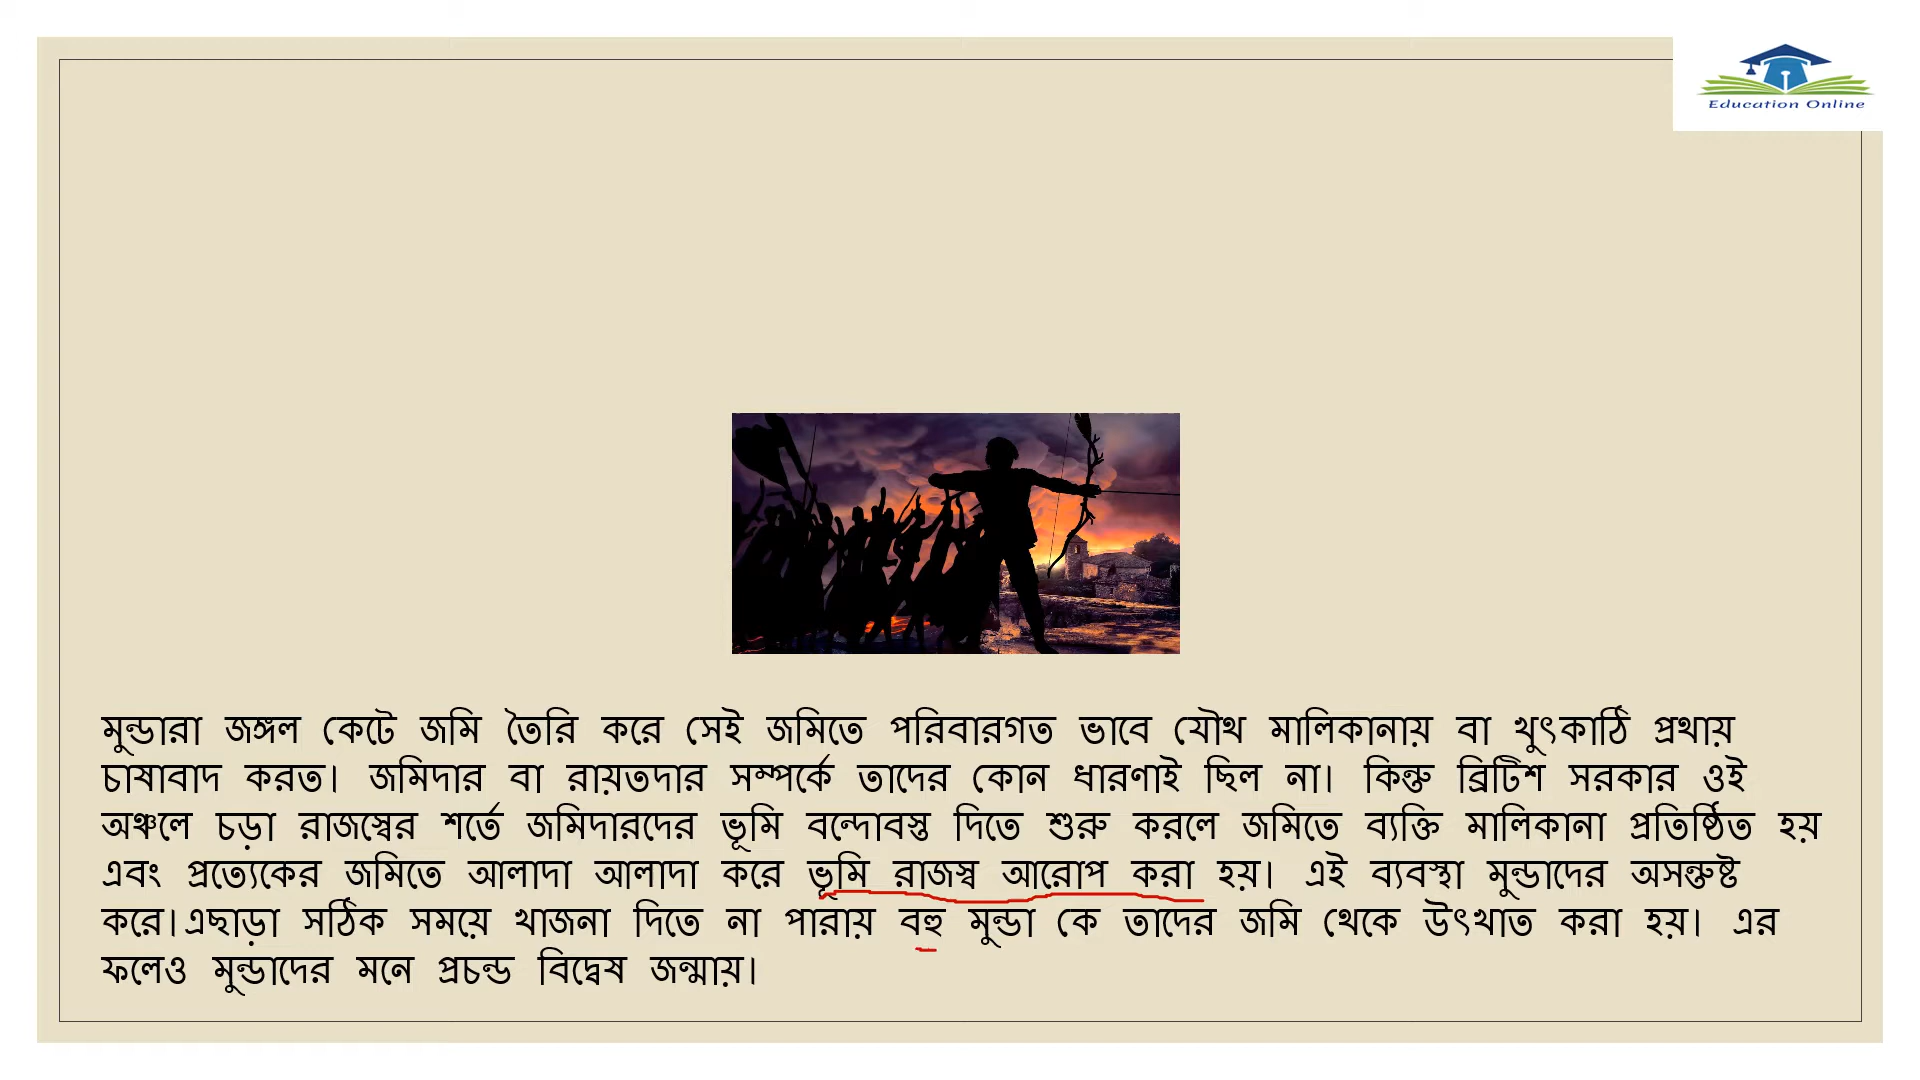 Education Online
মুন্ডারা জঙ্গল কেটে জমি তৈরি করে সেই জমিতে পরিবারগত ভাবে যৌথ মালিকানায় বা খুৎকাঠি প্রথায়
চাষাবাদ করত। জমিদার বা রায়তদার সম্পর্কে তাদের কোন ধারণাই ছিল না। কিন্তু ব্রিটিশ সরকার ওই
অঞ্চলে চড়া রাজস্বের শর্তে জমিদারদের ভূমি বন্দোবস্ত দিতে শুরু করলে জমিতে ব্যক্তি মালিকানা প্রতিষ্ঠিত হয়
এবং প্রত্যেকের জমিতে আলাদা আলাদা করে ভূমি রাজস্ব আরোপ করা হয়। এই ব্যবস্থা মুন্ডাদের অসন্তুষ্ট
করে।এছাড়া সঠিক সময়ে খাজনা দিতে না পারায় বহু মুন্ডা কে তাদের জমি থেকে উৎখাত করা হয়। এর
ফলেও মুন্ডাদের মনে প্রচন্ড বিদ্বেষ জন্মায়।